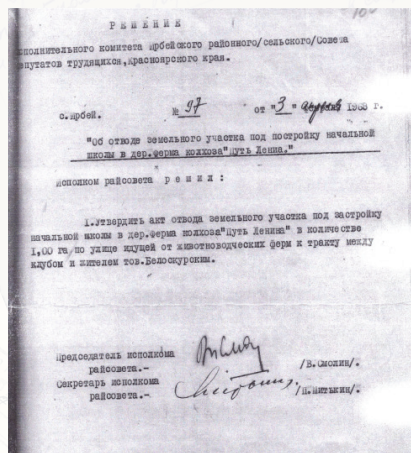 РЕШЕНИЕ
исполнительного комитета Ирбейского районного/сельского/Совета
депутатов трудящихся, Красноярского края.
с.Ирбей. № 97 от "3" апреля 1963 г.
"Об отводе земельного участка под постройку начальной
школы в дер.ферма колхоза"Путь Ленина."
Исполком райсовета р е ш и л :
1.Утвердить акт отвода земельного участка под застройку
начальной школы в дер.Ферма колхоза"Путь Ленина" в количестве
1,00 га/по улице идущей от животноводческих ферм к тракту между
клубом и жителем тов.Белоскурским.
Председатель исполкома
райсовета.- /В.Смолин/.
Секретарь исполкома
райсовета.- /Н.Питькин/.